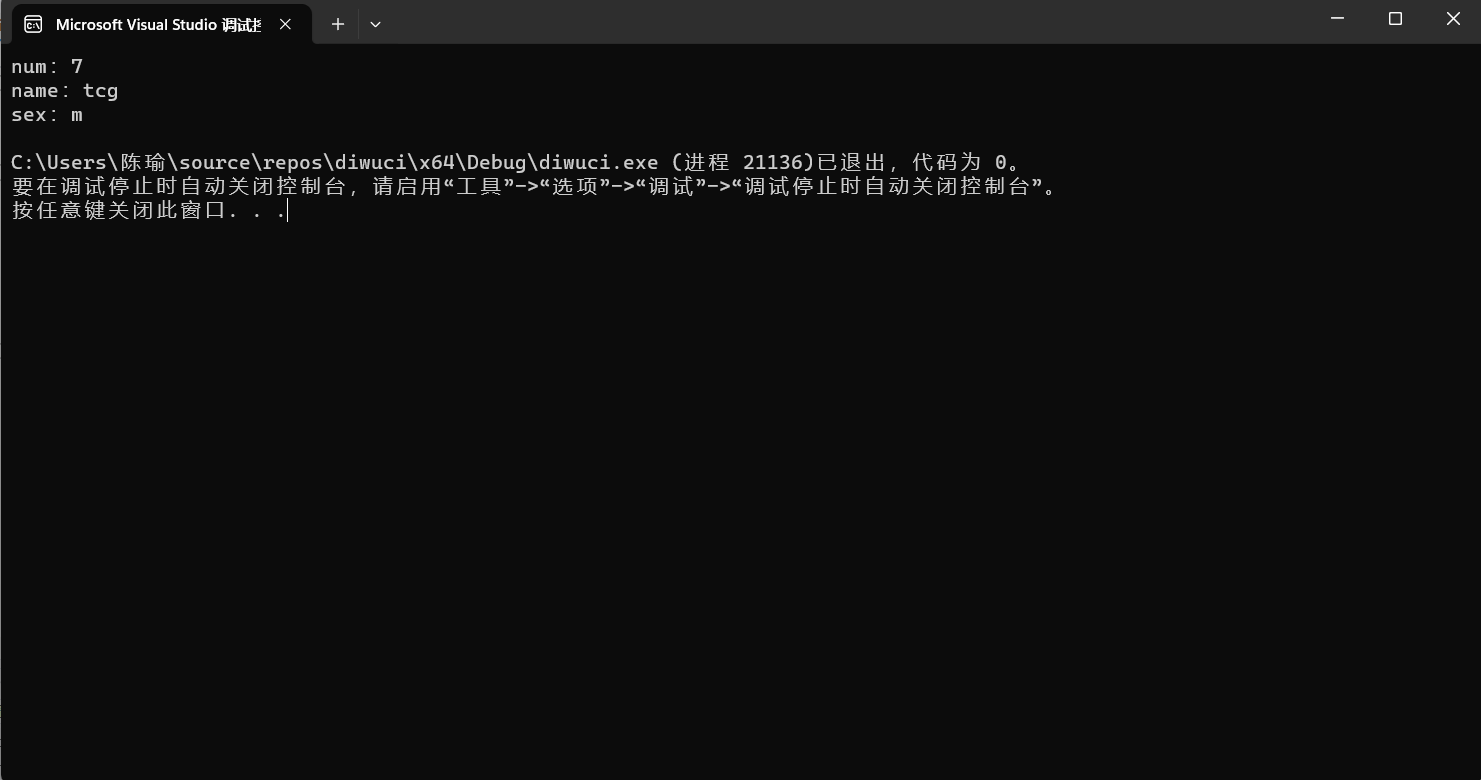 Microsoft Visual Studio 调试
num: 7
name: tcg
sex: m
C:\Users\陈瑜\source\repos\diwuci\x64\Debug\diwuci.exe (进程 21136)已退出，代码为 0。
要在调试停止时自动关闭控制台，请启用“工具”->“选项”->“调试”->“调试停止时自动关闭控制台”。
按任意键关闭此窗口. . .